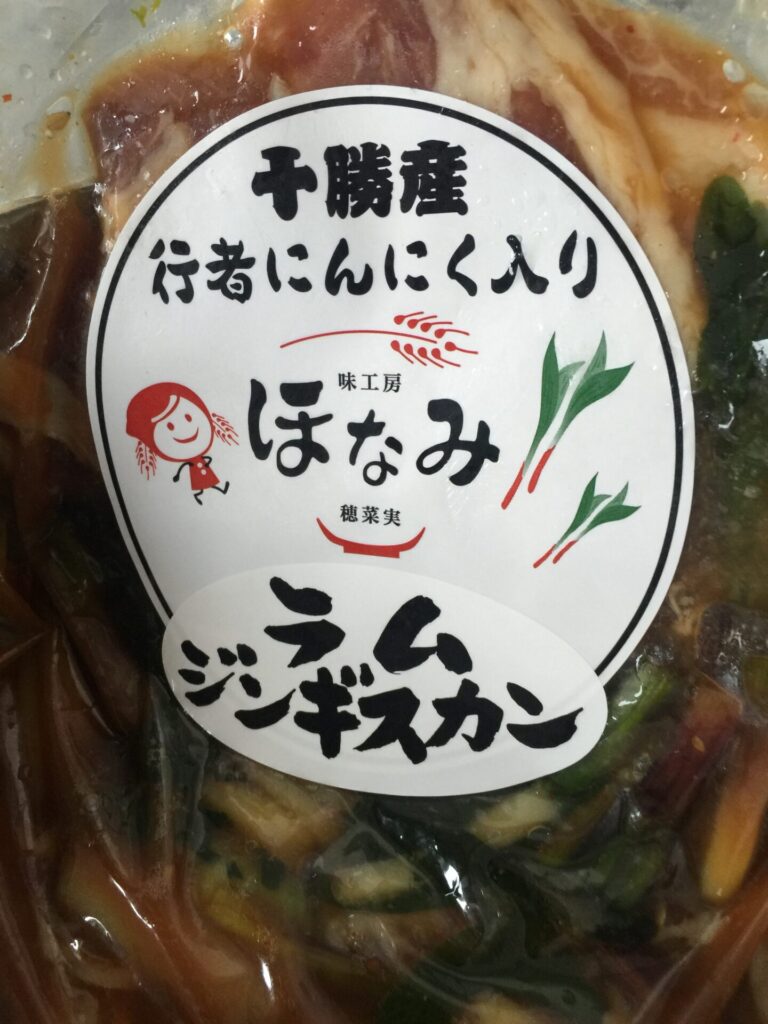 十勝産
行者にんにく入り
味工房
ほなみ
穂菜実
ラム
ジンギスカン